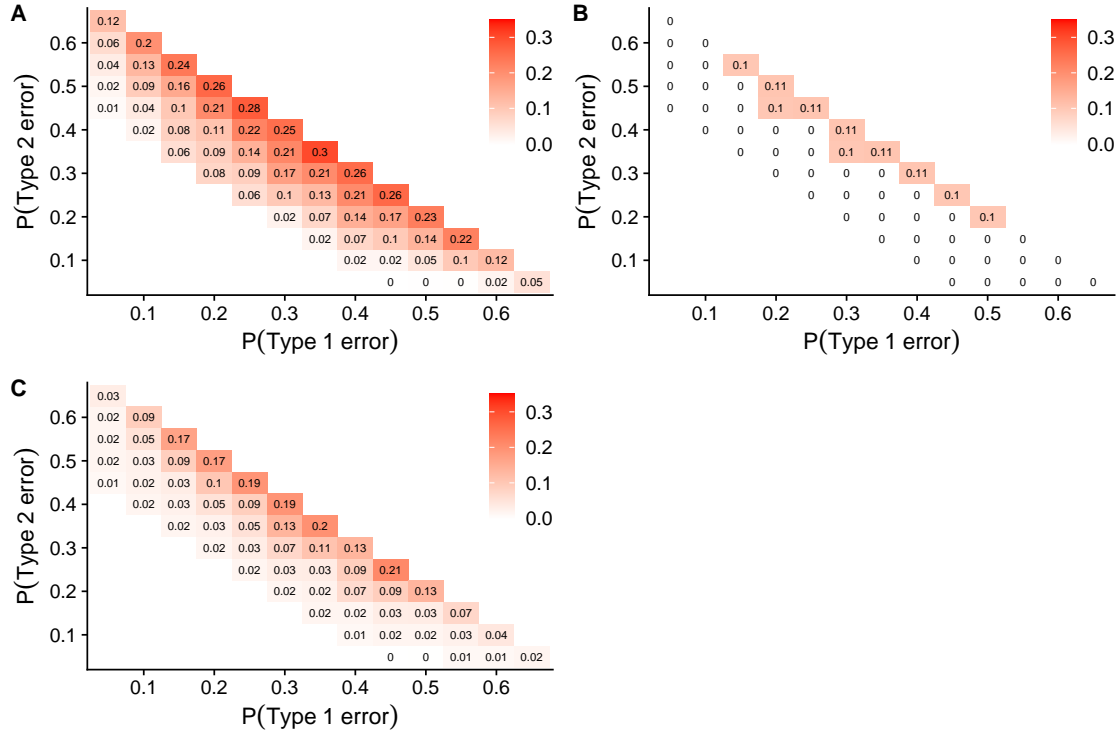 A
P(Type 2 error)
0.12
0.6 0.06 0.2
0.04 0.13 0.24
0.5 0.02 0.09 0.16 0.26
0.01 0.04 0.1 0.21 0.28
0.4 0.02 0.08 0.11 0.22 0.25
0.06 0.09 0.14 0.21 0.3
0.3 0.08 0.09 0.17 0.21 0.26
0.06 0.1 0.13 0.21 0.26
0.2 0.02 0.07 0.14 0.17 0.23
0.02 0.07 0.1 0.14 0.22
0.1 0.02 0.02 0.05 0.1 0.12
0 0 0 0.02 0.05
0.1 0.2 0.3 0.4 0.5 0.6
P(Type 1 error)
0.3
0.2
0.1
0.0
B
P(Type 2 error)
0
0.6 0 0
0 0 0.1
0.5 0 0 0 0.11
0 0 0 0.1 0.11
0.4 0 0 0 0 0.11
0 0 0 0.1 0.11
0.3 0 0 0 0 0.11
0 0 0 0 0.1
0.2 0 0 0 0 0.1
0 0 0 0 0
0.1 0 0 0 0 0
0 0 0 0 0
0.1 0.2 0.3 0.4 0.5 0.6
P(Type 1 error)
0.3
0.2
0.1
0.0
C
P(Type 2 error)
0.03
0.6 0.02 0.09
0.02 0.05 0.17
0.5 0.02 0.03 0.09 0.17
0.01 0.02 0.03 0.1 0.19
0.4 0.02 0.03 0.05 0.09 0.19
0.02 0.03 0.05 0.13 0.2
0.3 0.02 0.03 0.07 0.11 0.13
0.02 0.03 0.03 0.09 0.21
0.2 0.02 0.02 0.07 0.09 0.13
0.02 0.02 0.03 0.03 0.07
0.1 0.01 0.02 0.02 0.03 0.04
0 0 0.01 0.01 0.02
0.1 0.2 0.3 0.4 0.5 0.6
P(Type 1 error)
0.3
0.2
0.1
0.0